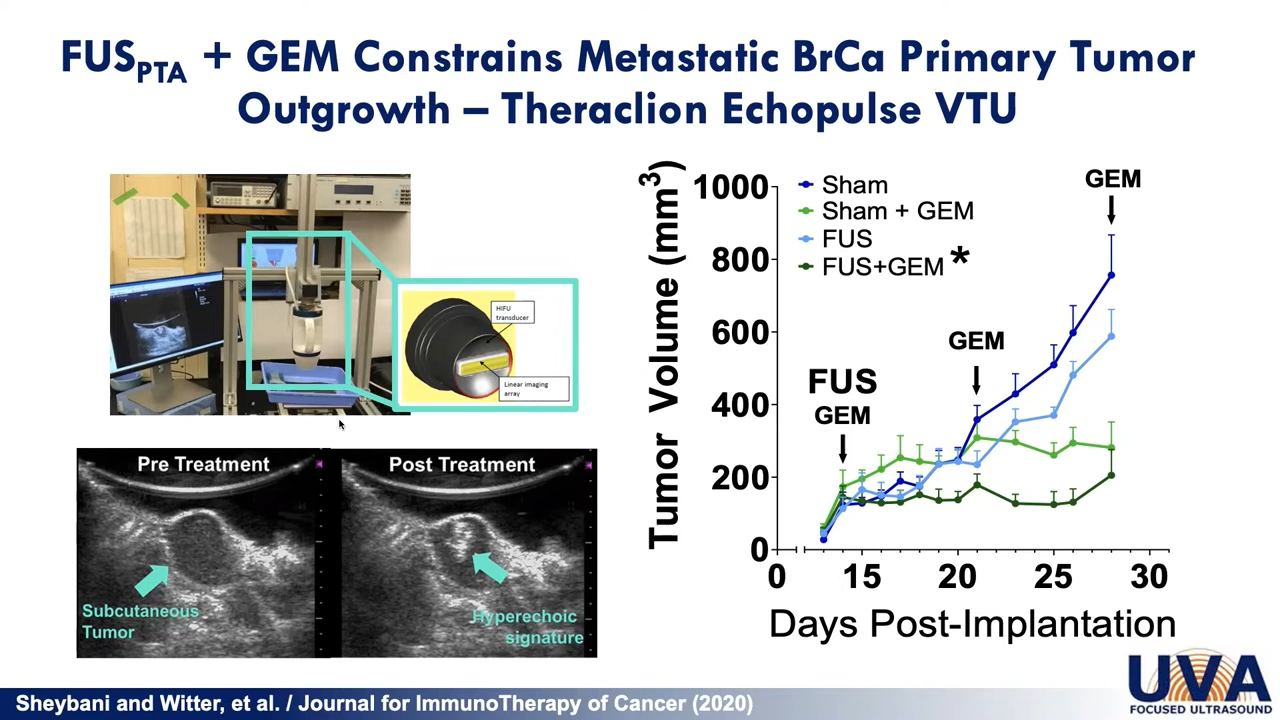 FUSPTA + GEM Constrains Metastatic BrCa Primary Tumor
Outgrowth – Theraclion Echopulse VTU
HIFU
transducer
Linear imaging
array
Pre Treatment
Subcutaneous
Tumor
Post Treatment
Hyperechoic
signature
Tumor Volume (mm3)
1000
800
600
400
200
0
Sham
Sham + GEM
FUS
FUS+GEM *
FUS
GEM
GEM
GEM
0 15 20 25 30
Days Post-Implantation
Sheybani and Witter, et al. / Journal for ImmunoTherapy of Cancer (2020)
UVA
FOCUSED ULTRASOUND